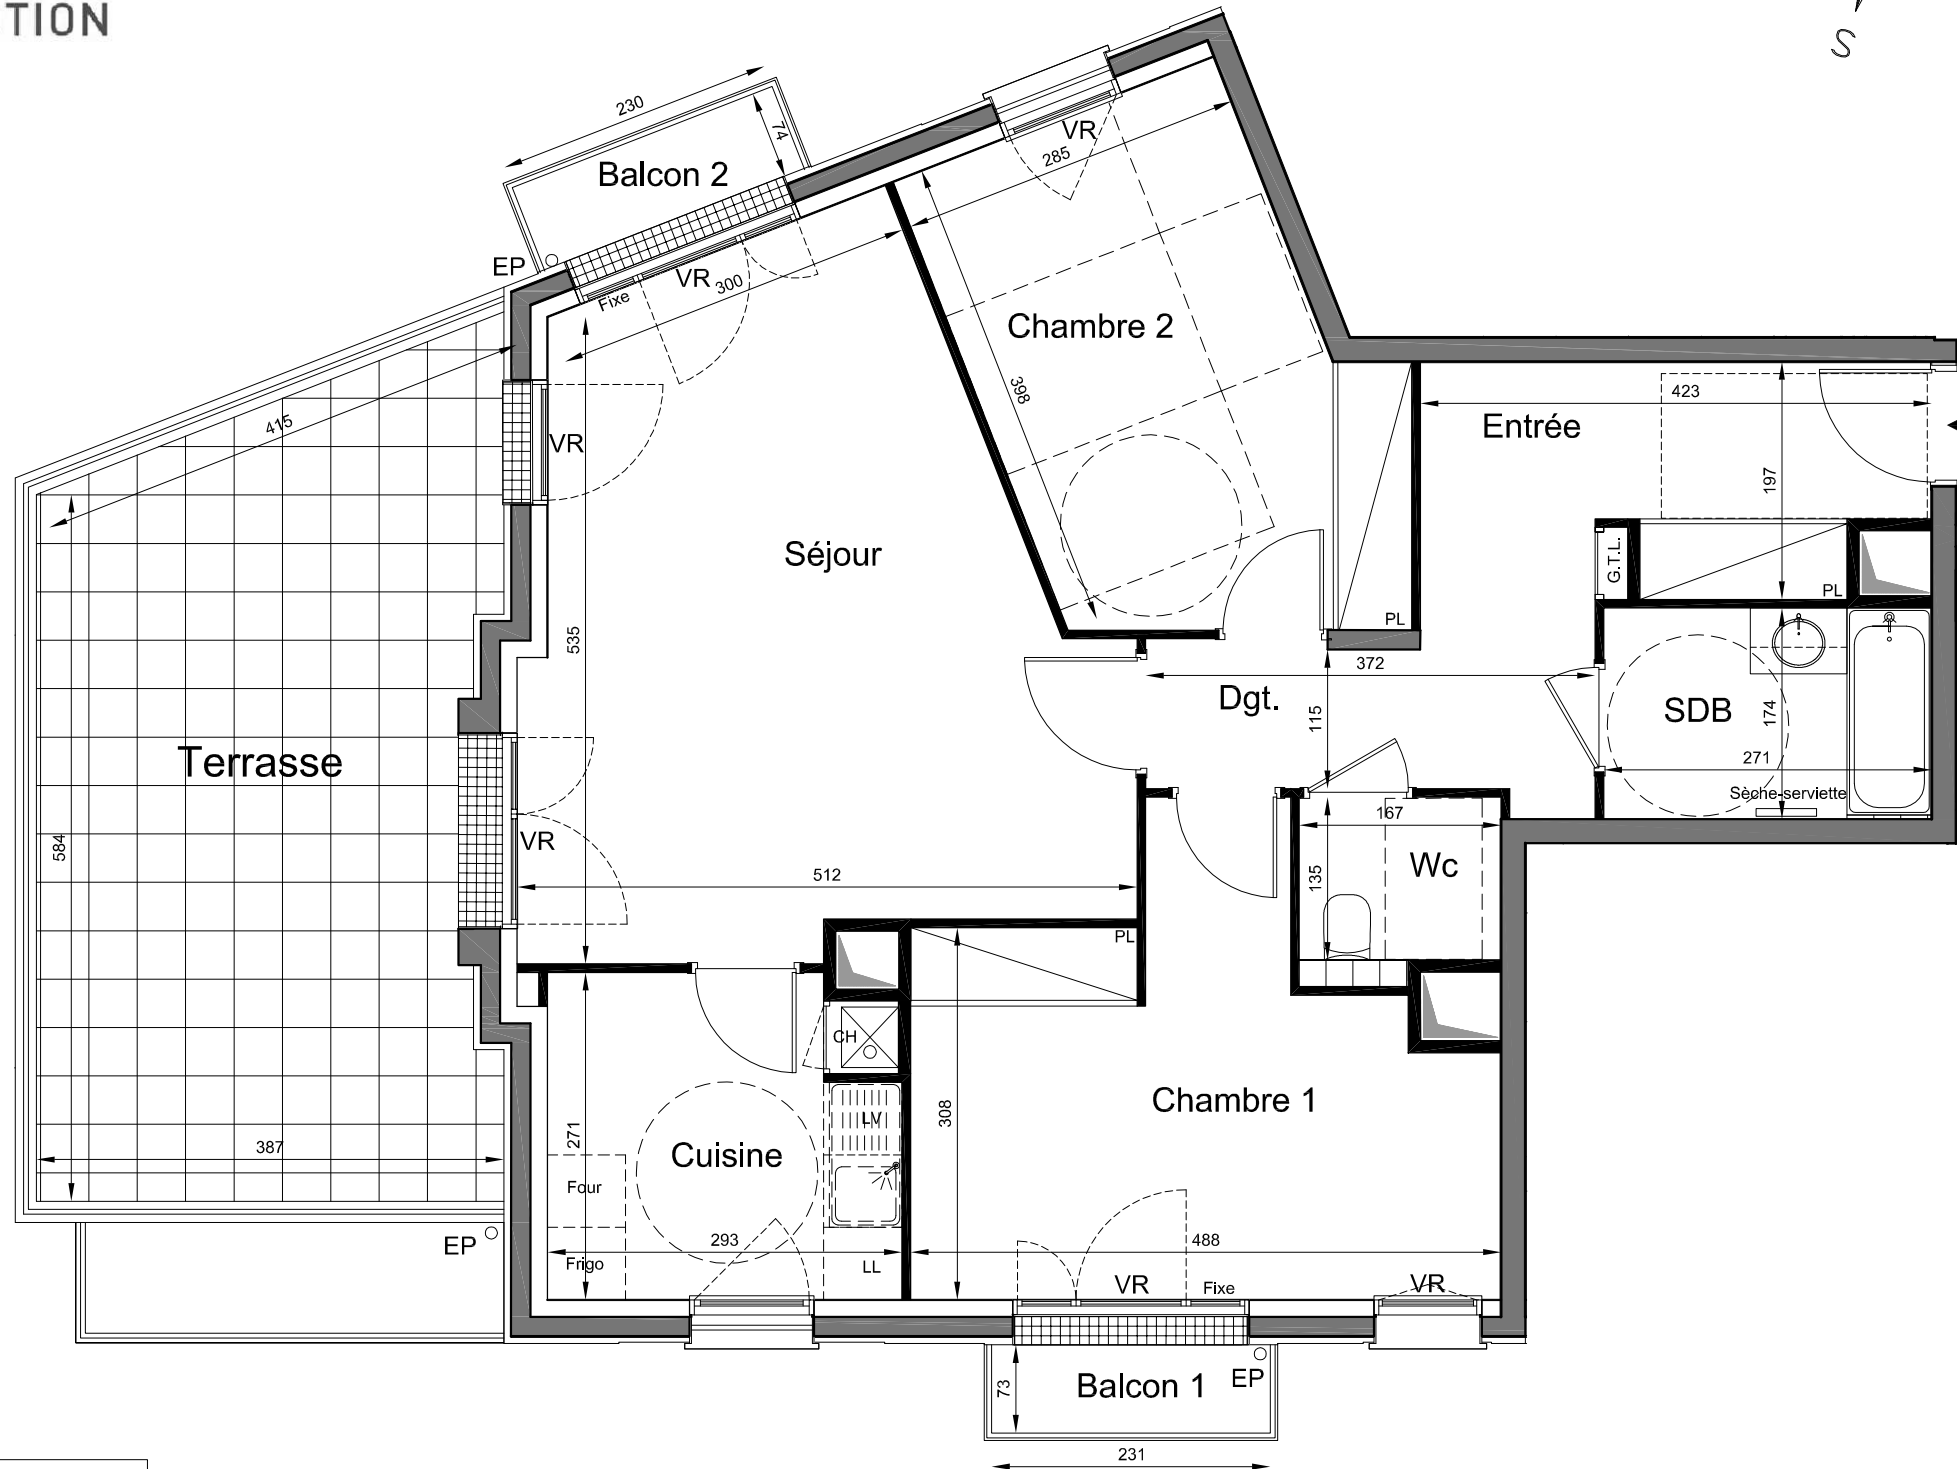 TION
S
230
74
Balcon 2
VR
285
EP
Fixe
VR
300
Chambre 2
398
415
VR
423
Entrée
197
G.T.L.
PL
PL
Séjour
535
372
Dgt.
115
SDB
174
271
Sèche-serviette
Terrasse
584
VR
512
167
135
Wc
PL
CH
LV
Chambre 1
308
271
Cuisine
387
Four
293
Frigo
LL
488
EP
VR
Fixe
VR
73
Balcon 1
EP
231